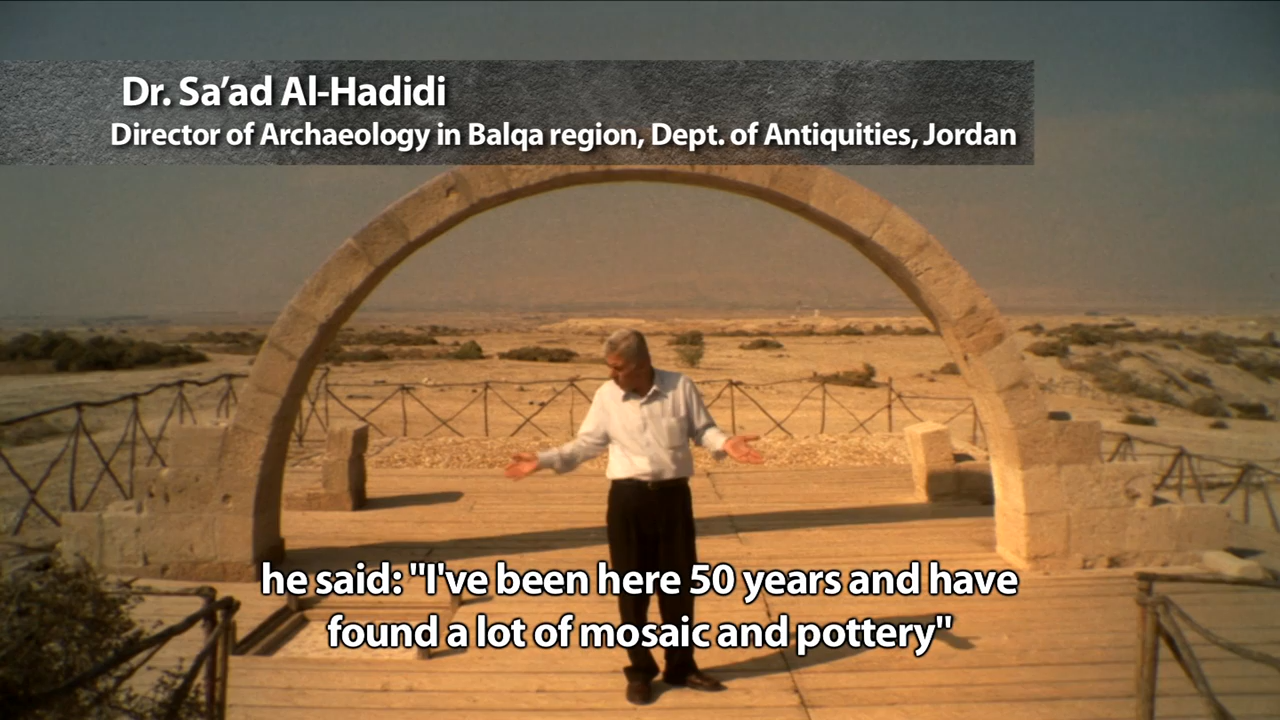 Dr. Sa’ad Al-Hadidi
Director of Archaeology in Balqa region, Dept. of Antiquities, Jordan
he said: "I've been here 50 years and have
found a lot of mosaic and pottery"